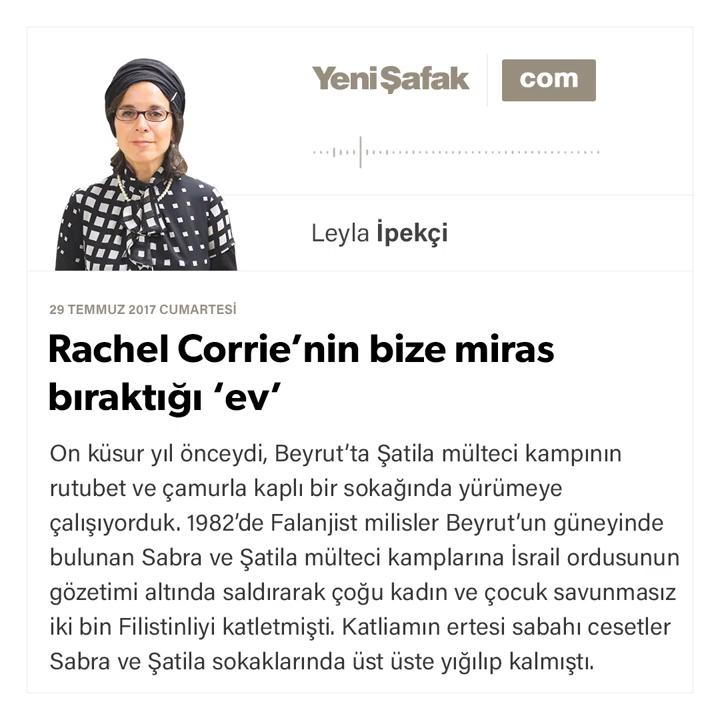 YeniŞafak com
Leyla İpekçi
29 TEMMUZ 2017 CUMARTESİ
Rachel Corrie’nin bize miras
bıraktığı ‘ev’
On küsur yıl önceydi, Beyrut’ta Şatila mülteci kampının
rutubet ve çamurla kaplı bir sokağında yürümeye
çalışıyorduk. 1982’de Falanjist milisler Beyrut’un güneyinde
bulunan Sabra ve Şatila mülteci kamplarına İsrail ordusunun
gözetimi altında saldırarak çoğu kadın ve çocuk savunmasız
iki bin Filistinliyi katletmişti. Katliamın ertesi sabahı cesetler
Sabra ve Şatila sokaklarında üst üste yığılıp kalmıştı.